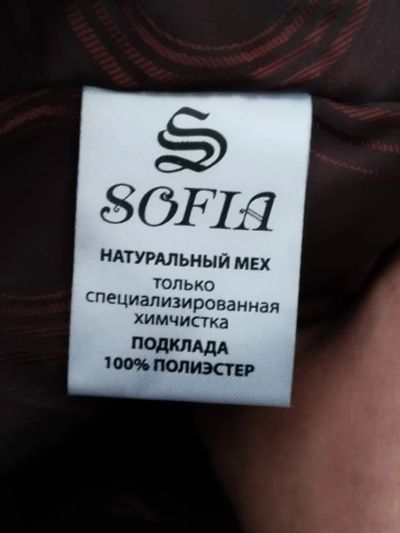 S
SOFIA
НАТУРАЛЬНЫЙ МЕХ
только
специализированная
химчистка
ПОДКЛАДА
100% ПОЛИЭСТЕР